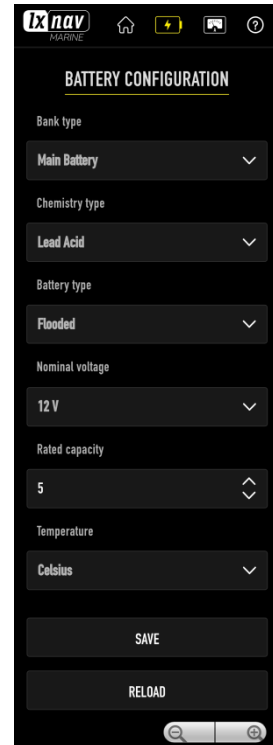 lx nav
MARINE
BATTERY CONFIGURATION
Bank type
Main Battery
Chemistry type
Lead Acid
Battery type
Flooded
Nominal voltage
12 V
Rated capacity
5
Temperature
Celsius
SAVE
RELOAD